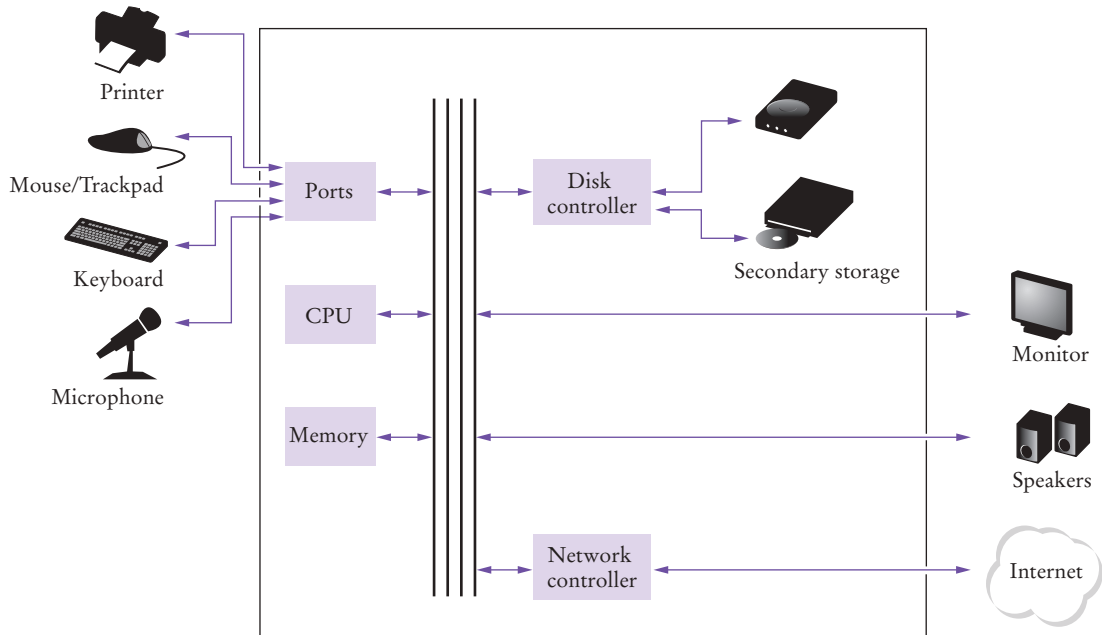 Printer
Mouse/Trackpad
Keyboard
Microphone
Ports
CPU
Memory
Disk
controller
Secondary storage
Network
controller
Monitor
Speakers
Internet